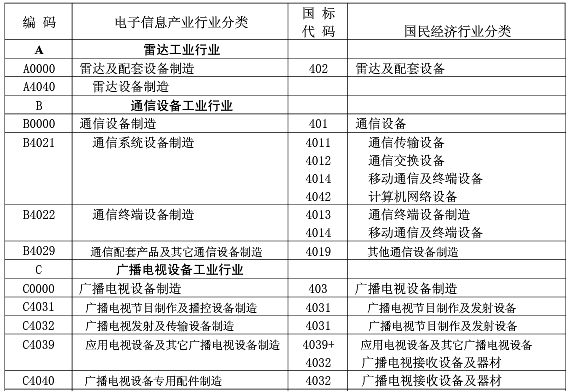 编 码 电子信息产业行业分类 国 标 代 码 国民经济行业分类
A 雷达工业行业
A0000 雷达及配套设备制造 402 雷达及配套设备
A4040 雷达设备制造
B 通信设备工业行业
B0000 通信设备制造 401 通信设备
B4021 通信系统设备制造 4011 通信传输设备
4012 通信交换设备
4014 移动通信及终端设备
4042 计算机网络设备
B4022 通信终端设备制造 4013 通信终端设备制造
4014 移动通信及终端设备
B4029 通信配套产品及其它通信设备制造 4019 其他通信设备制造
C 广播电视设备工业行业
C0000 广播电视设备制造 403 广播电视设备制造
C4031 广播电视节目制作及播控设备制造 4031 广播电视节目制作及发射设备
C4032 广播电视发射及传输设备制造 4031 广播电视节目制作及发射设备
C4039 应用电视设备及其它广播电视设备制造 4039+ 应用电视设备及其它广播电视设备
4032 广播电视接收设备及器材
C4040 广播电视设备专用配件制造 4032 广播电视接收设备及器材